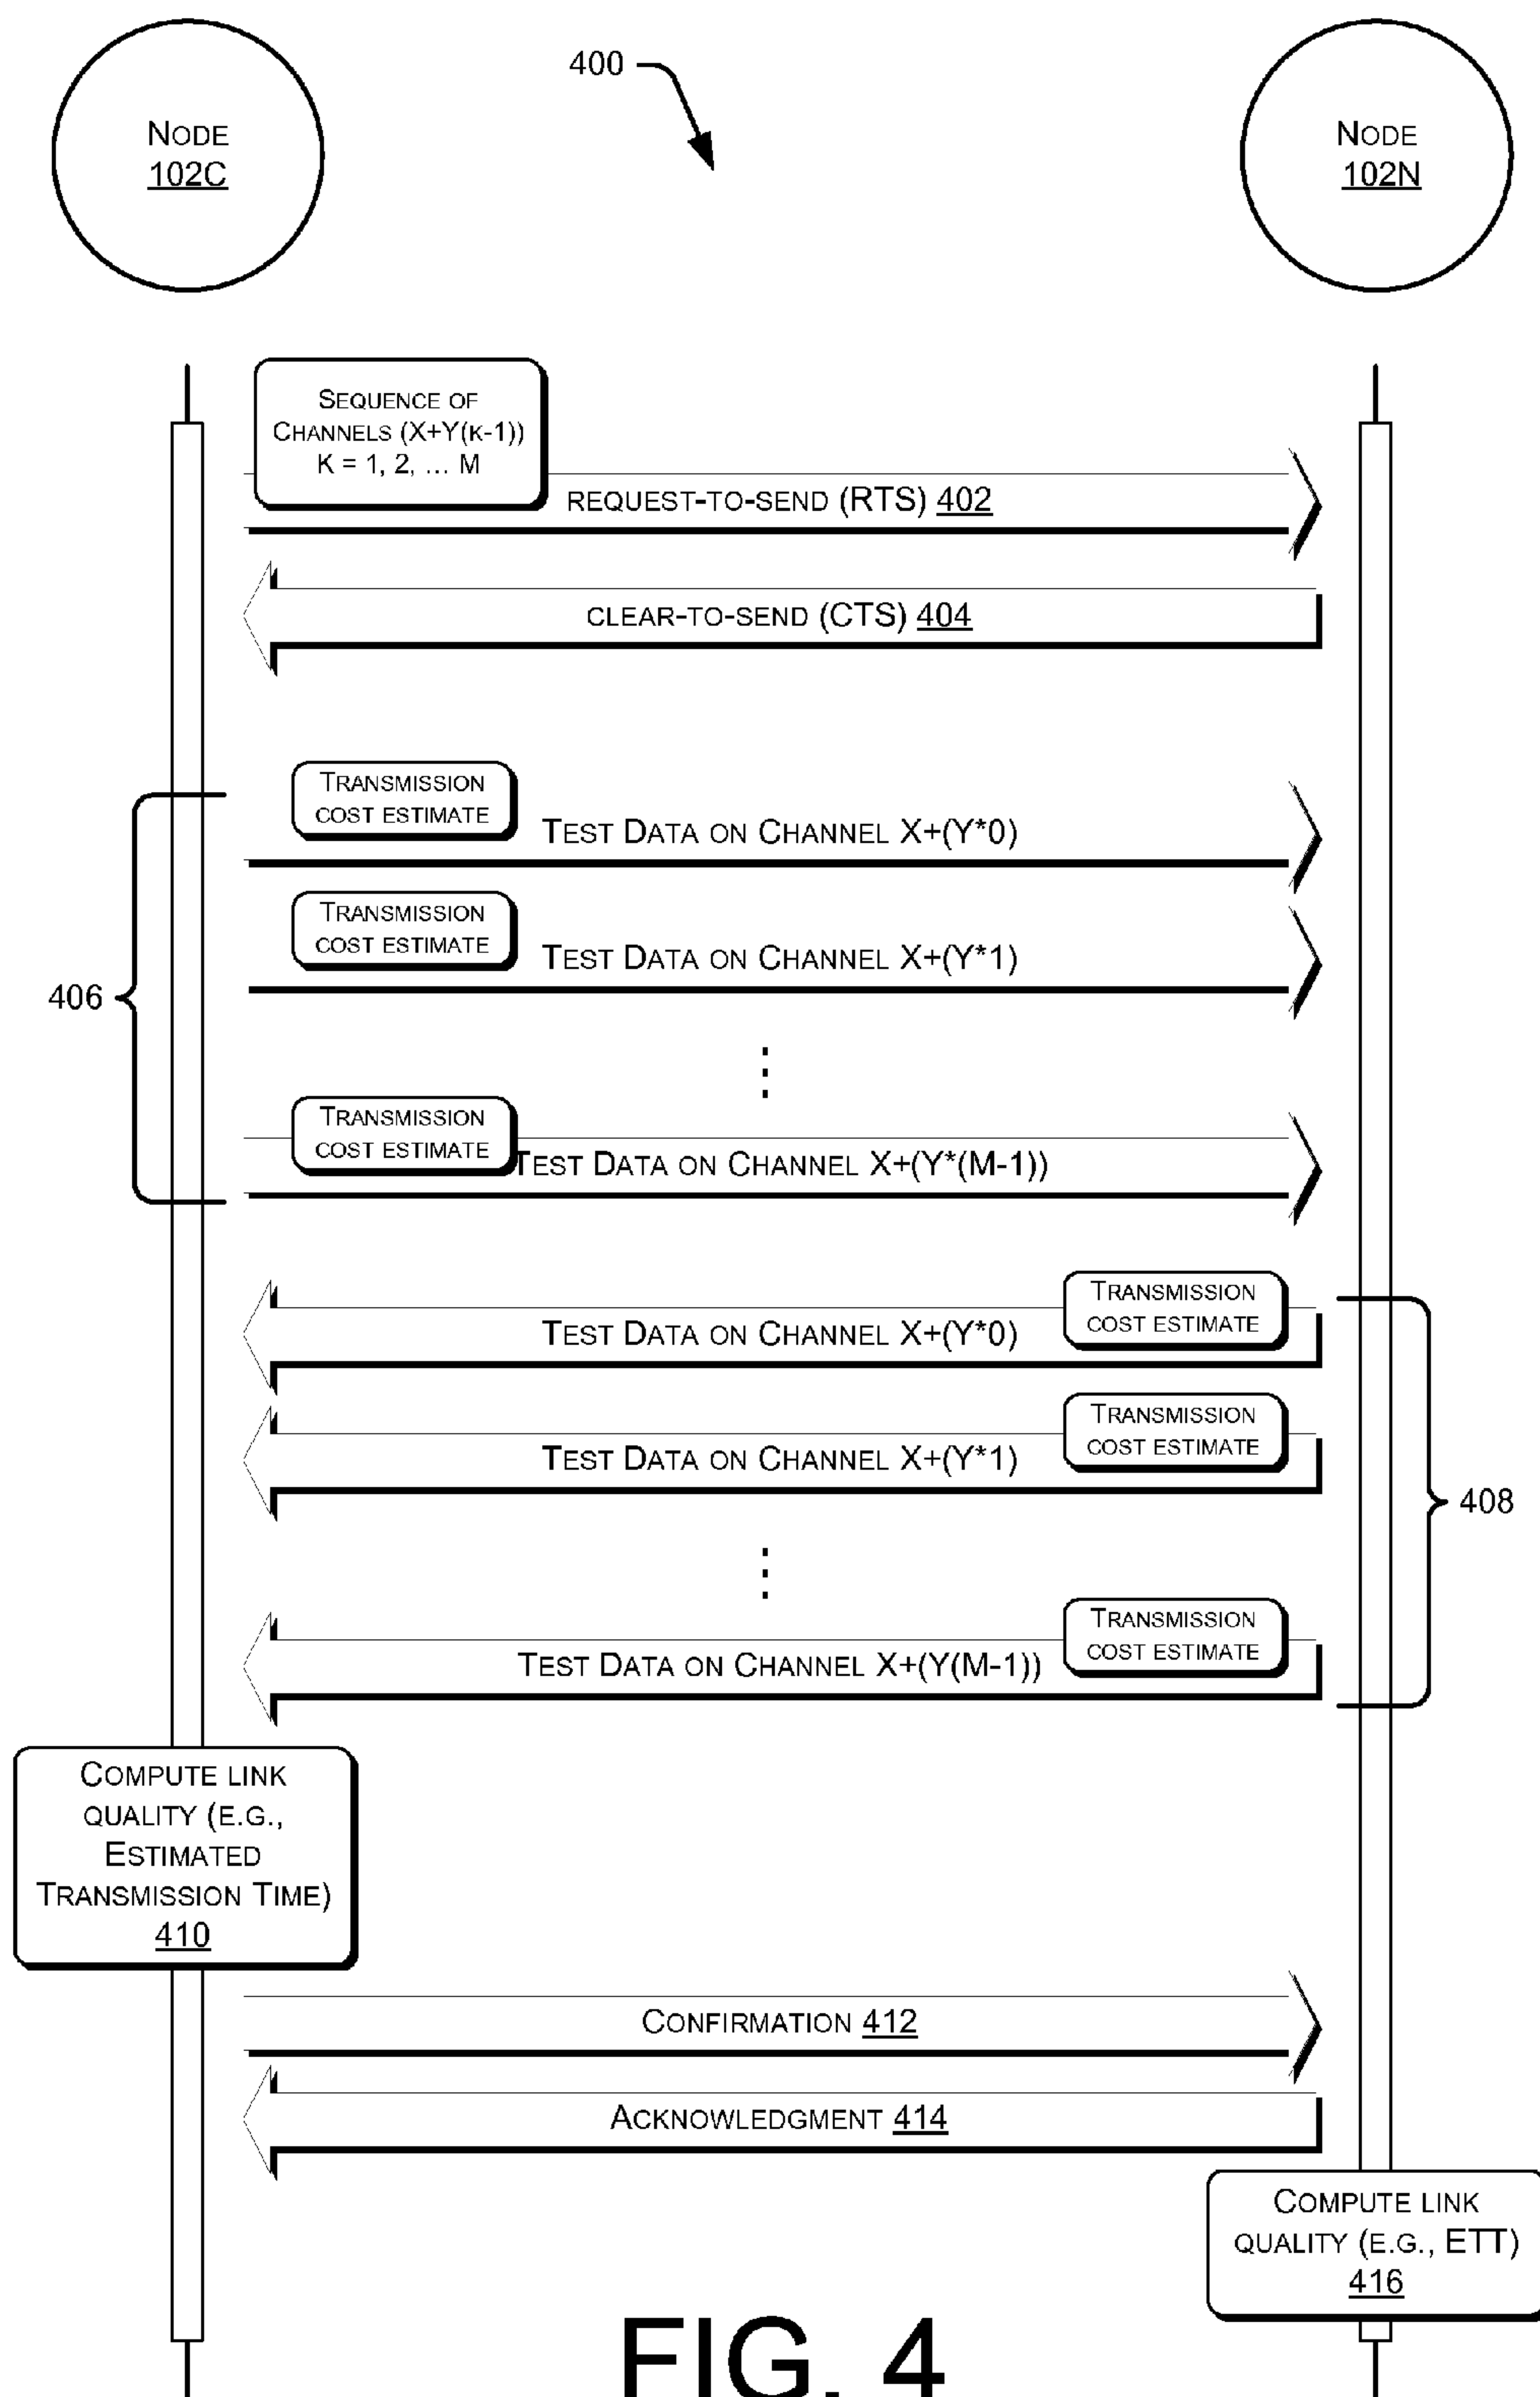 400
Node
102C
Node
102N
Sequence of
Channels (X+Y(k-1))
K = 1, 2, ... M
request-to-send (RTS) 402
clear-to-send (CTS) 404
Transmission
cost estimate
Test Data on Channel X+(Y*0)
Transmission
cost estimate
Test Data on Channel X+(Y*1)
406
Transmission
cost estimate
Test Data on Channel X+(Y*(M-1))
Transmission
cost estimate
Test Data on Channel X+(Y*0)
Transmission
cost estimate
Test Data on Channel X+(Y*1)
408
Transmission
cost estimate
Test Data on Channel X+(Y(M-1))
Compute link
quality (e.g.,
Estimated
Transmission Time)
410
Confirmation 412
Acknowledgment 414
Compute link
quality (e.g., ETT)
416
FIG. 4